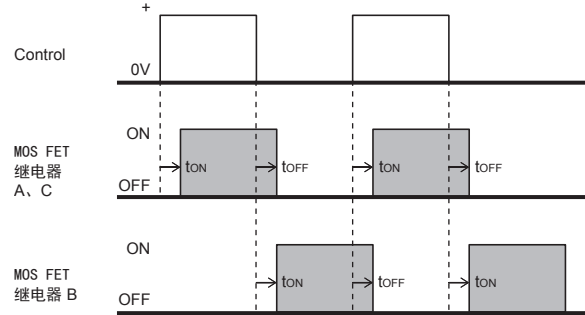 +
Control
0V
ON
MOS FET
继电器
A、C
tON tOFF tON tOFF
OFF
ON
MOS FET
继电器 B
tON tOFF tON
OFF